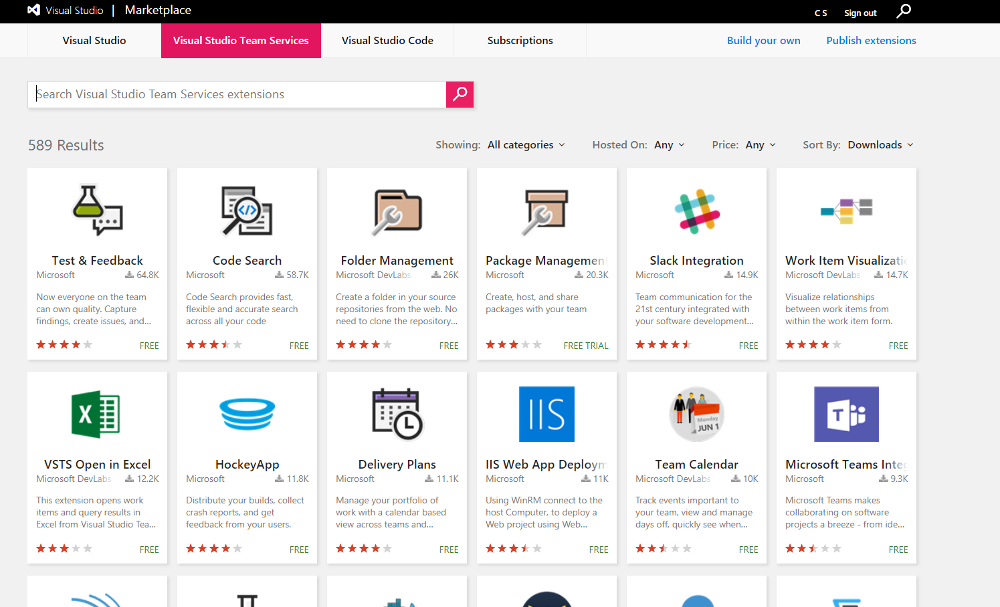 Visual Studio | Marketplace
C S Sign out
Visual Studio Visual Studio Team Services Visual Studio Code Subscriptions Build your own Publish extensions
Search Visual Studio Team Services extensions
589 Results Showing: All categories Hosted On: Any Price: Any Sort By: Downloads
Test & Feedback
Microsoft 64.8K
Now everyone on the team
can own quality. Capture
findings, create issues, and...
FREE
Code Search
Microsoft 58.7K
Code Search provides fast,
flexible and accurate search
across all your code
FREE
Folder Management
Microsoft DevLabs 26K
Create a folder in your source
repositories from the web. No
need to clone the repository...
FREE
Package Management
Microsoft 20.3K
Create, host, and share
packages with your team
FREE TRIAL
Slack Integration
Microsoft 14.9K
Team communication for the
21st century integrated with
your software development...
FREE
Work Item Visualizatio
Microsoft DevLabs 14.7K
Visualize relationships
between work items from
within the work item form.
FREE
X
VSTS Open in Excel
Microsoft DevLabs 12.2K
This extension opens work
items and query results in
Excel from Visual Studio Tea...
FREE
HockeyApp
Microsoft 11.8K
Distribute your builds, collect
crash reports, and get
feedback from your users.
FREE
Delivery Plans
Microsoft 11.1K
Manage your portfolio of
work with a calendar based
view across teams and...
FREE
IIS
IIS Web App Deploym
Microsoft 11K
Using WinRM connect to the
host Computer, to deploy a
Web project using Web...
FREE
Monday
JUN 1
Team Calendar
Microsoft DevLabs 10K
Track events important to
your team, view and manage
days off, quickly see when...
FREE
T
Microsoft Teams Integ
Microsoft 9.3K
Microsoft Teams makes
collaborating on software
projects a breeze - from ide...
FREE